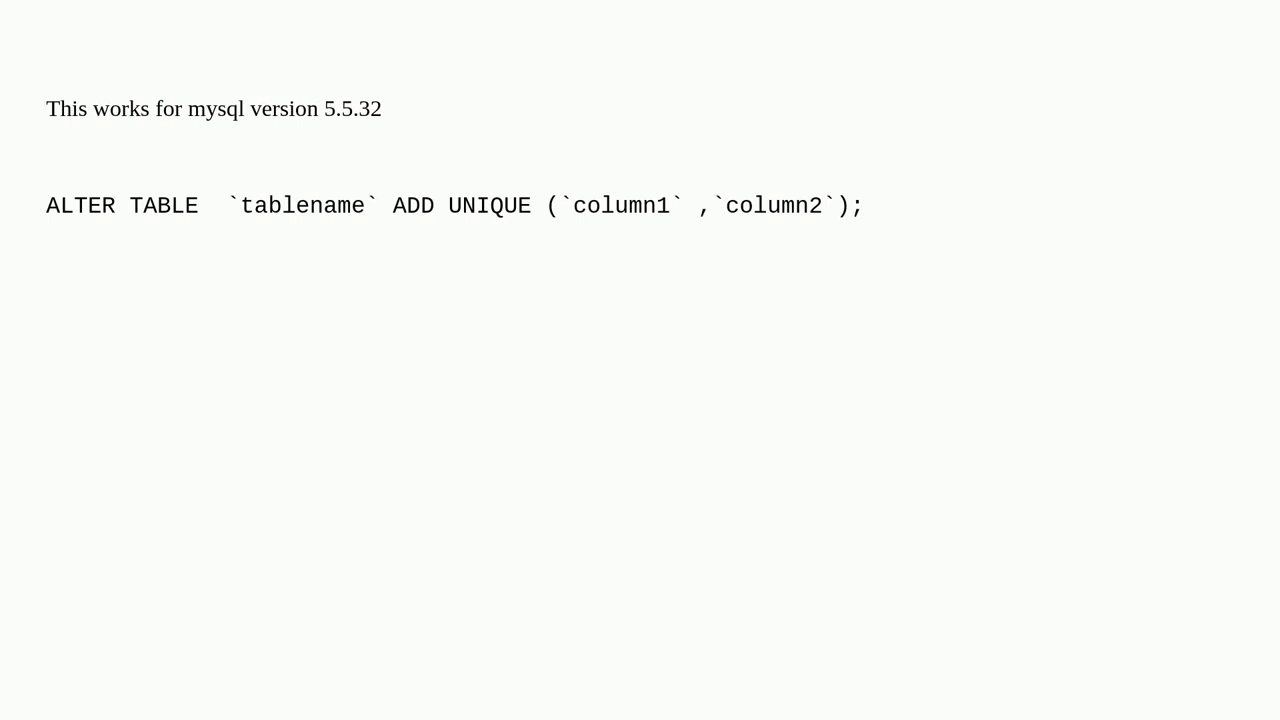 This works for mysql version 5.5.32
ALTER TABLE  `tablename` ADD UNIQUE (`column1` ,`column2`);